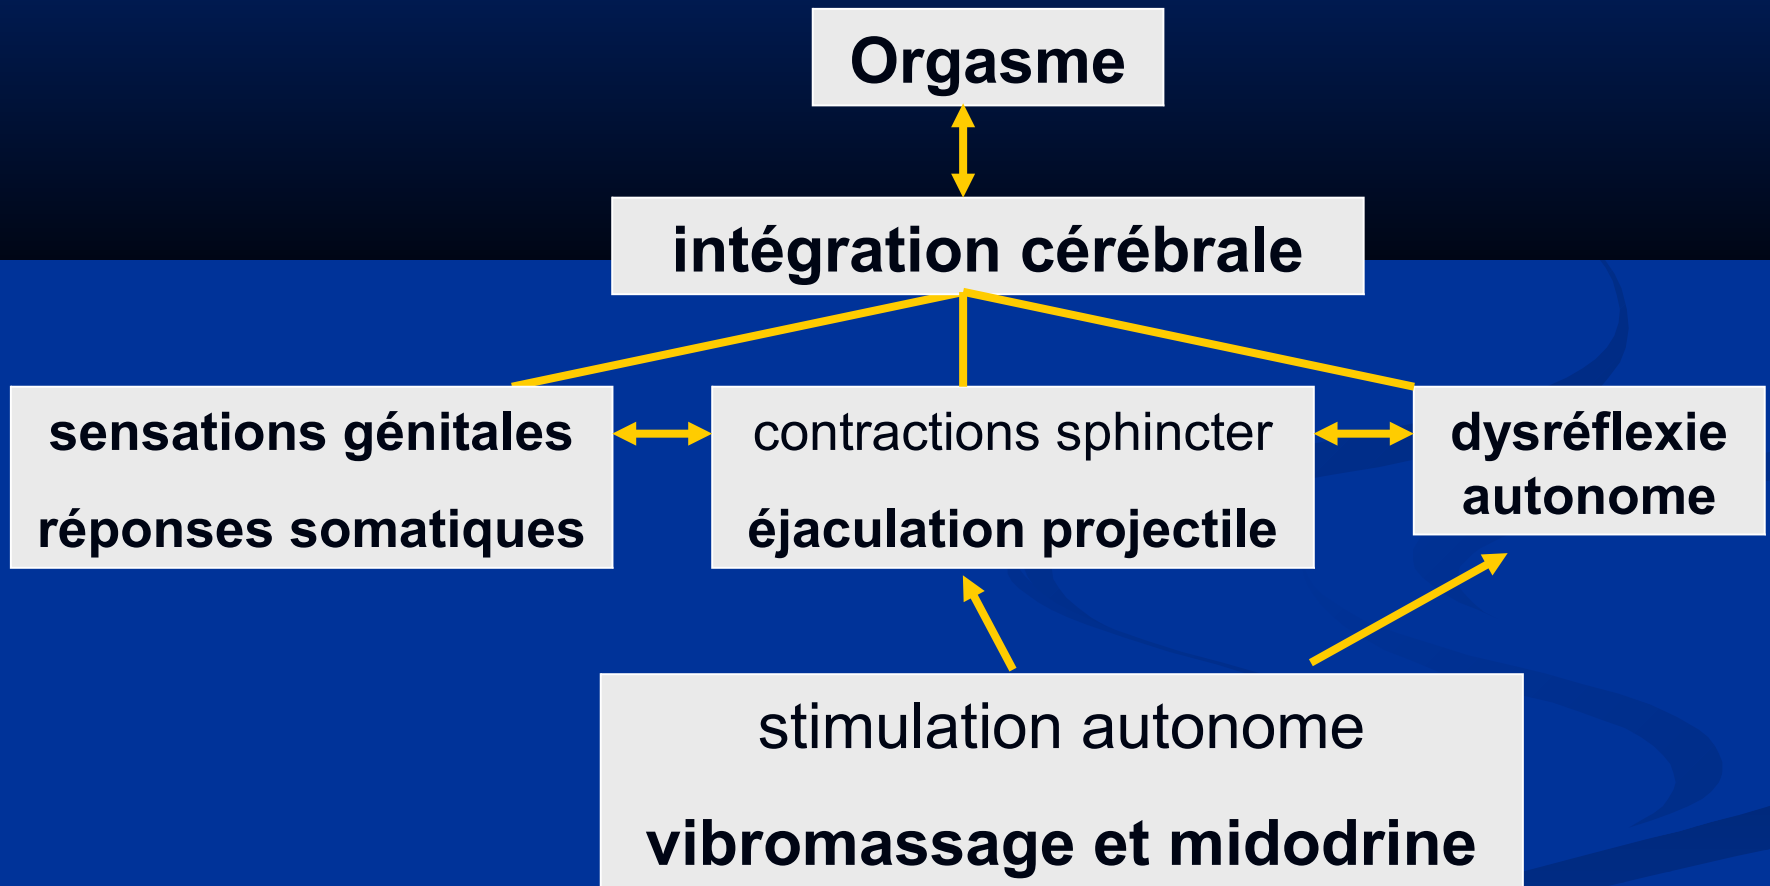 Orgasme
intégration cérébrale
sensations génitales
réponses somatiques
contractions sphincter
éjaculation projectile
dysréflexie
autonome
stimulation autonome
vibromassage et midodrine